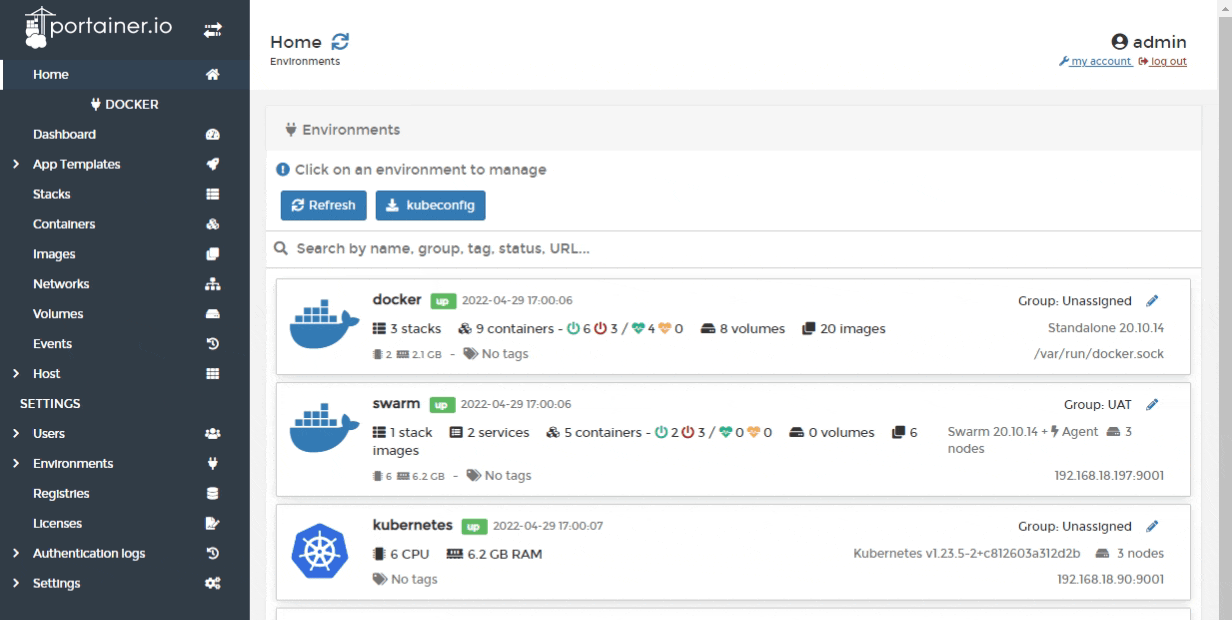 portainer.io
Home
DOCKER
Dashboard
App Templates
Stacks
Containers
Images
Networks
Volumes
Events
Host
SETTINGS
Users
Environments
Registries
Licenses
Authentication logs
Settings
Home
Environments
admin
my account log out
Environments
Click on an environment to manage
Refresh kubeconfig
Search by name, group, tag, status, URL...
docker up 2022-04-29 17:00:06 Group: Unassigned
3 stacks 9 containers - 6 3 / 4 0 8 volumes 20 images Standalone 20.10.14
2 2.1 GB - No tags /var/run/docker.sock
swarm up 2022-04-29 17:00:06 Group: UAT
1 stack 2 services 5 containers - 2 3 / 0 0 0 volumes 6 Swarm 20.10.14 + Agent 3
images nodes
6 6.2 GB - No tags 192.168.18.197:9001
kubernetes up 2022-04-29 17:00:07 Group: Unassigned
6 CPU 6.2 GB RAM Kubernetes v1.23.5-2+c812603a312d2b 3 nodes
No tags 192.168.18.90:9001